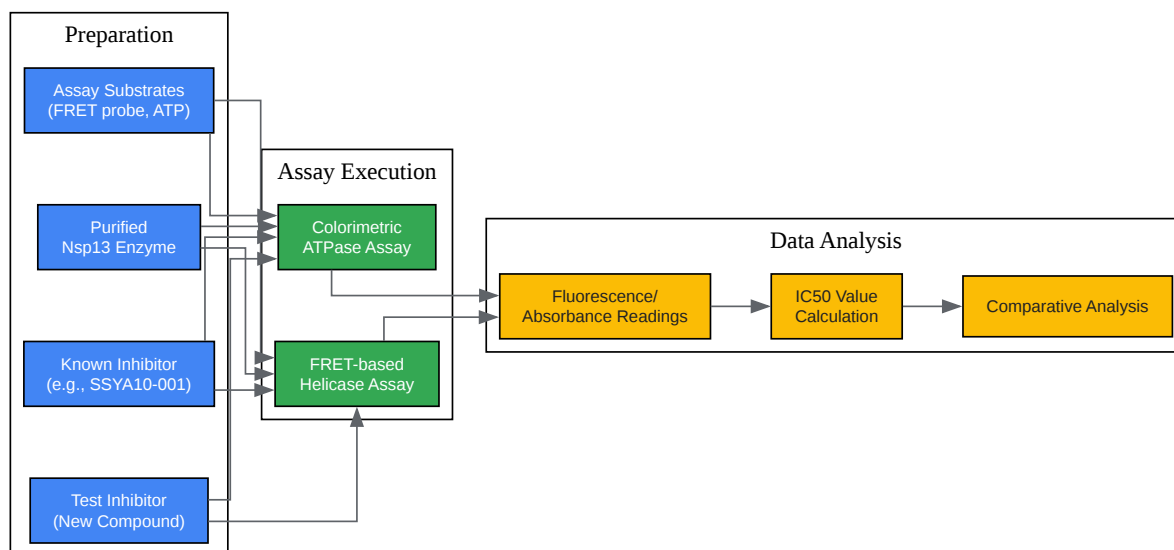 Preparation
Assay Substrates
(FRET probe, ATP)
Purified
Nsp13 Enzyme
Known Inhibitor
(e.g., SSYA10-001)
Test Inhibitor
(New Compound)
Assay Execution
Colorimetric
ATPase Assay
FRET-based
Helicase Assay
Data Analysis
Fluorescence/
Absorbance Readings
IC50 Value
Calculation
Comparative Analysis